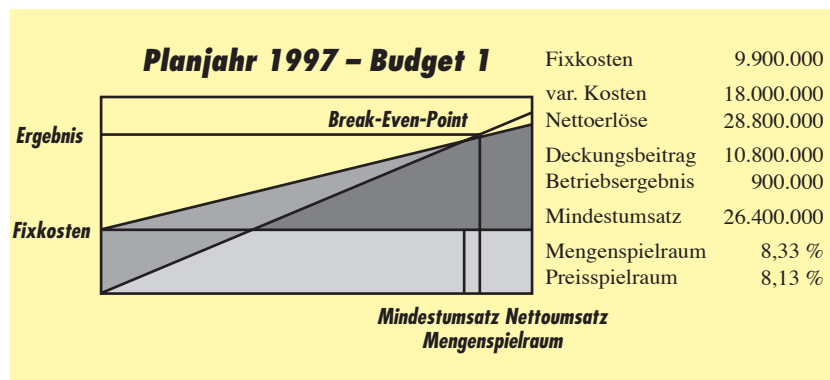 Planjahr 1997 – Budget 1
Break-Even-Point
Ergebnis
Fixkosten
Mindestumsatz Nettoumsatz
Mengenspielraum
Fixkosten 9.900.000
var. Kosten 18.000.000
Nettoerlöse 28.800.000
Deckungsbeitrag 10.800.000
Betriebsergebnis 900.000
Mindestumsatz 26.400.000
Mengenspielraum 8,33 %
Preisspielraum 8,13 %